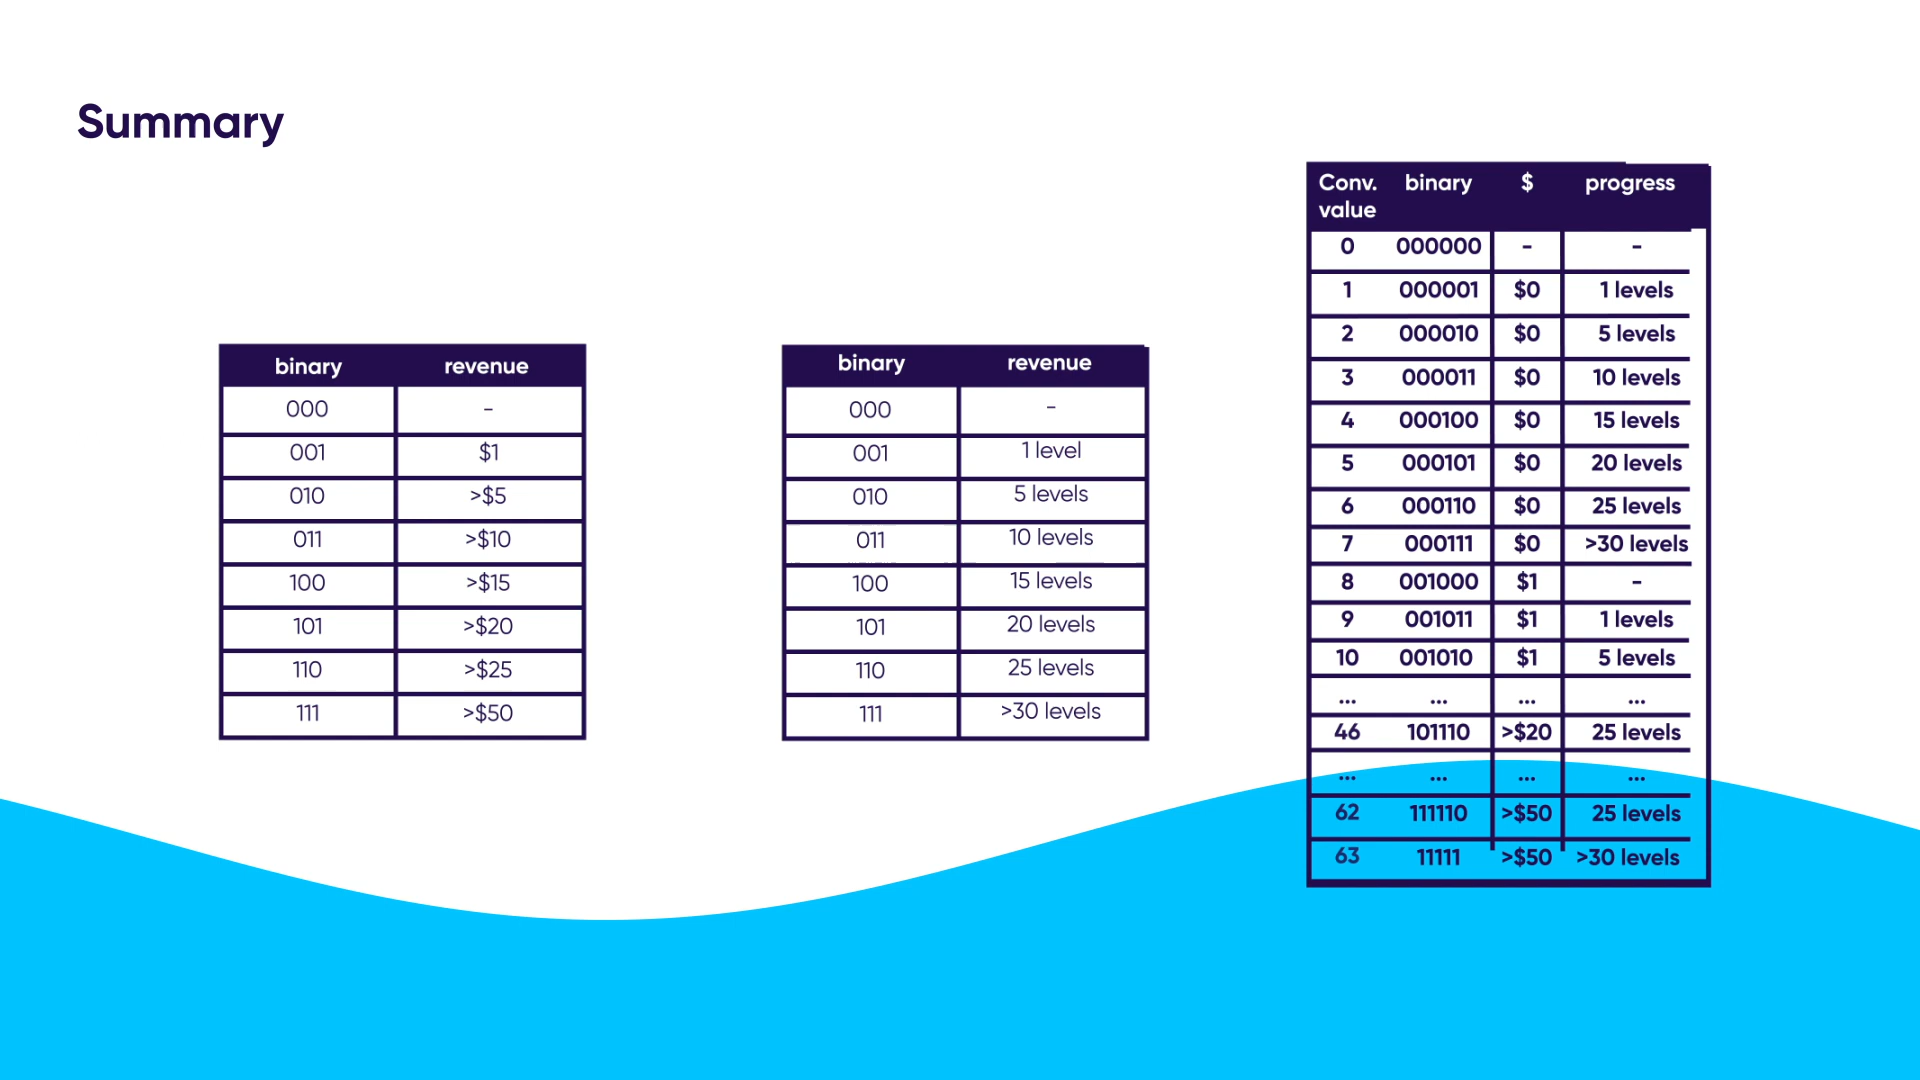 Summary
binary revenue
000 -
001 $1
010 >$5
011 >$10
100 >$15
101 >$20
110 >$25
111 >$50
binary revenue
000 -
001 1 level
010 5 levels
011 10 levels
100 15 levels
101 20 levels
110 25 levels
111 >30 levels
Conv. value binary $ progress
0 000000 - -
1 000001 $0 1 levels
2 000010 $0 5 levels
3 000011 $0 10 levels
4 000100 $0 15 levels
5 000101 $0 20 levels
6 000110 $0 25 levels
7 000111 $0 >30 levels
8 001000 $1 -
9 001011 $1 1 levels
10 001010 $1 5 levels
... ... ... ...
46 101110 >$20 25 levels
... ... ... ...
62 111110 >$50 25 levels
63 11111 >$50 >30 levels